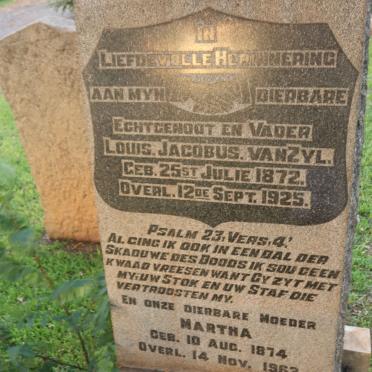 IN
LIEFDEVOLLE HERINNERING
AAN MYN DIERBARE
ECHTGENOOT EN VADER
LOUIS. JACOBUS. VANZYL.
GEB. 25ST JULIE 1872.
OVERL. 12DE SEPT. 1925.
PSALM 23, VERS, 4,
AL GING IK OOK IN EEN DAL DER
SKADUWE DES DOODS IK SOU GEEN
KWAAD VREESEN WANT GY ZYT MET
MY: UW STOK EN UW STAF DIE
VERTROOSTEN MY.
EN ONZE DIERBARE MOEDER
MARTHA
GEB. 10 AUG. 1874
OVERL. 14 NOV. 1962